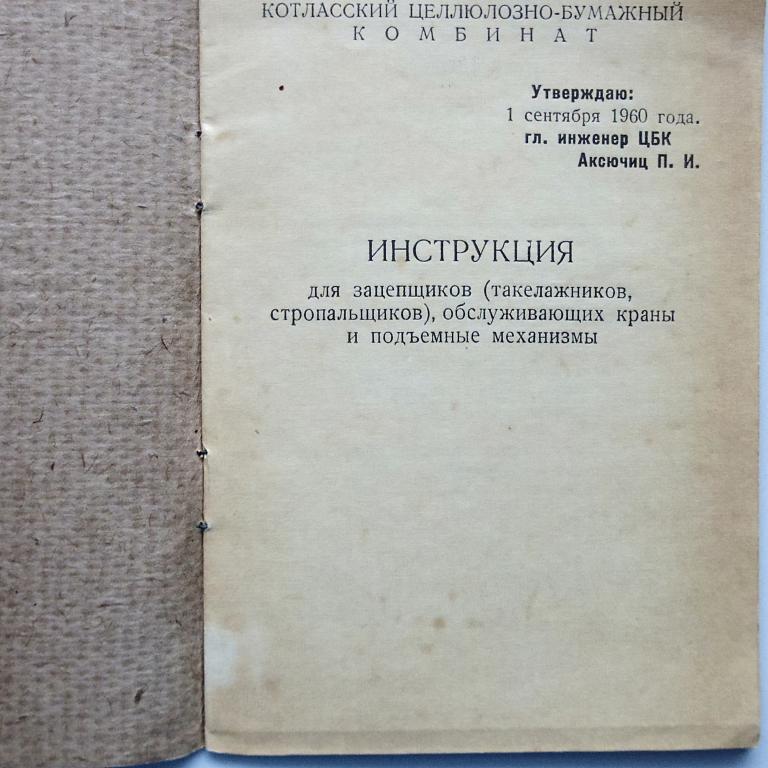 КОТЛАССКИЙ ЦЕЛЛЮЛОЗНО-БУМАЖНЫЙ
КОМБИНАТ
Утверждаю:
1 сентября 1960 года.
гл. инженер ЦБК
Аксючиц П. И.
ИНСТРУКЦИЯ
для зацепщиков (такелажников,
стропальщиков), обслуживающих краны
и подъемные механизмы